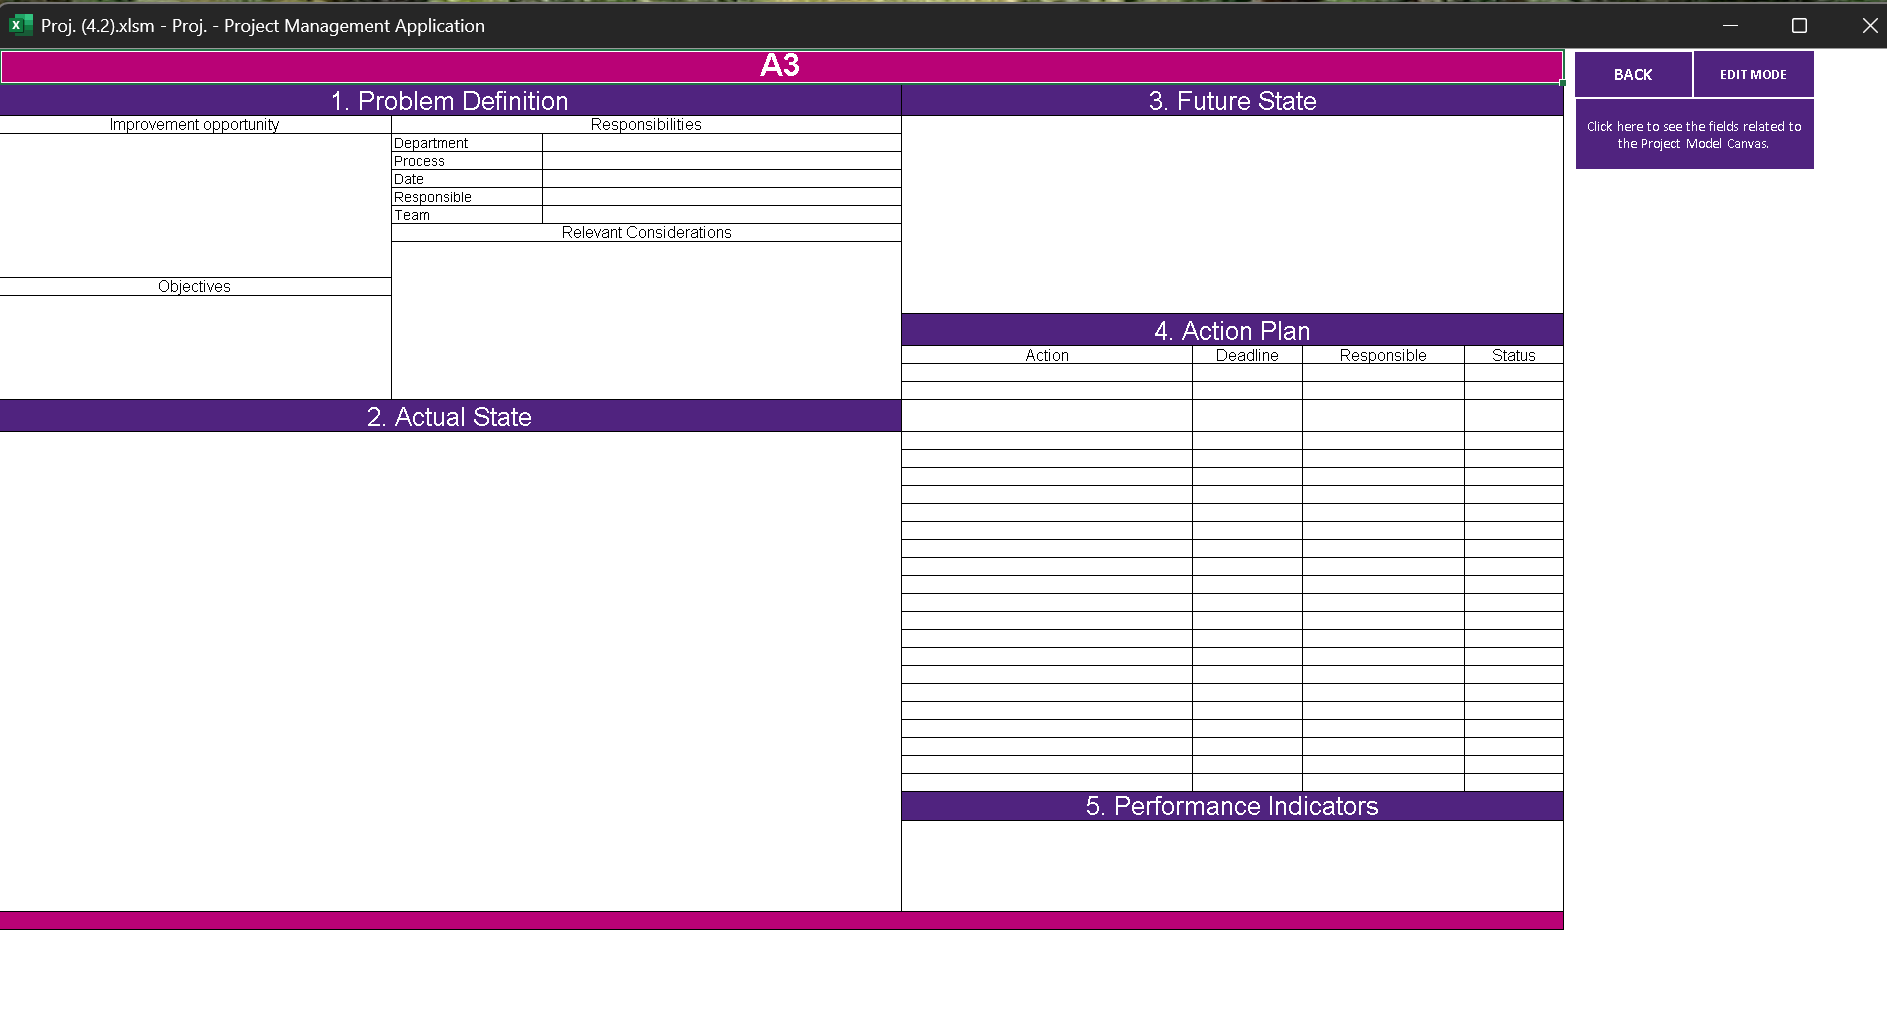 Proj. (4.2).xlsm - Proj. - Project Management Application
A3
BACK
EDIT MODE
Click here to see the fields related to
the Project Model Canvas.
1. Problem Definition
Improvement opportunity
Responsibilities
Department
Process
Date
Responsible
Team
Relevant Considerations
Objectives
2. Actual State
3. Future State
4. Action Plan
Action Deadline Responsible Status
5. Performance Indicators